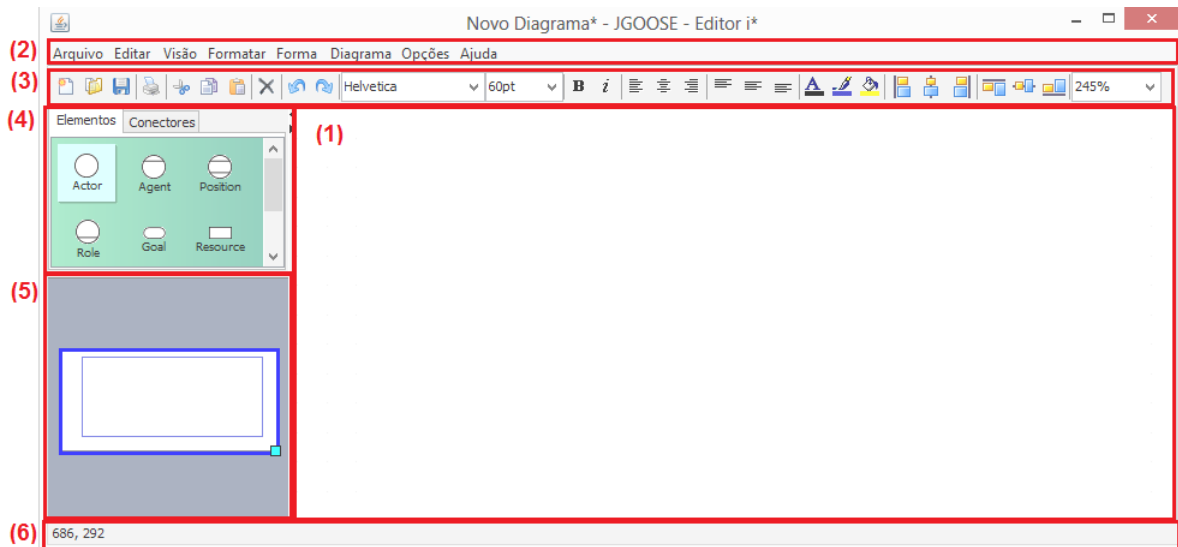 Novo Diagrama* - JGOOSE - Editor i*
(2) Arquivo Editar Visão Formatar Forma Diagrama Opções Ajuda
(3) Helvetica 60pt B i A 245%
(4) Elementos Conectores
(1)
Actor Agent Position
Role Goal Resource
(5)
(6) 686, 292